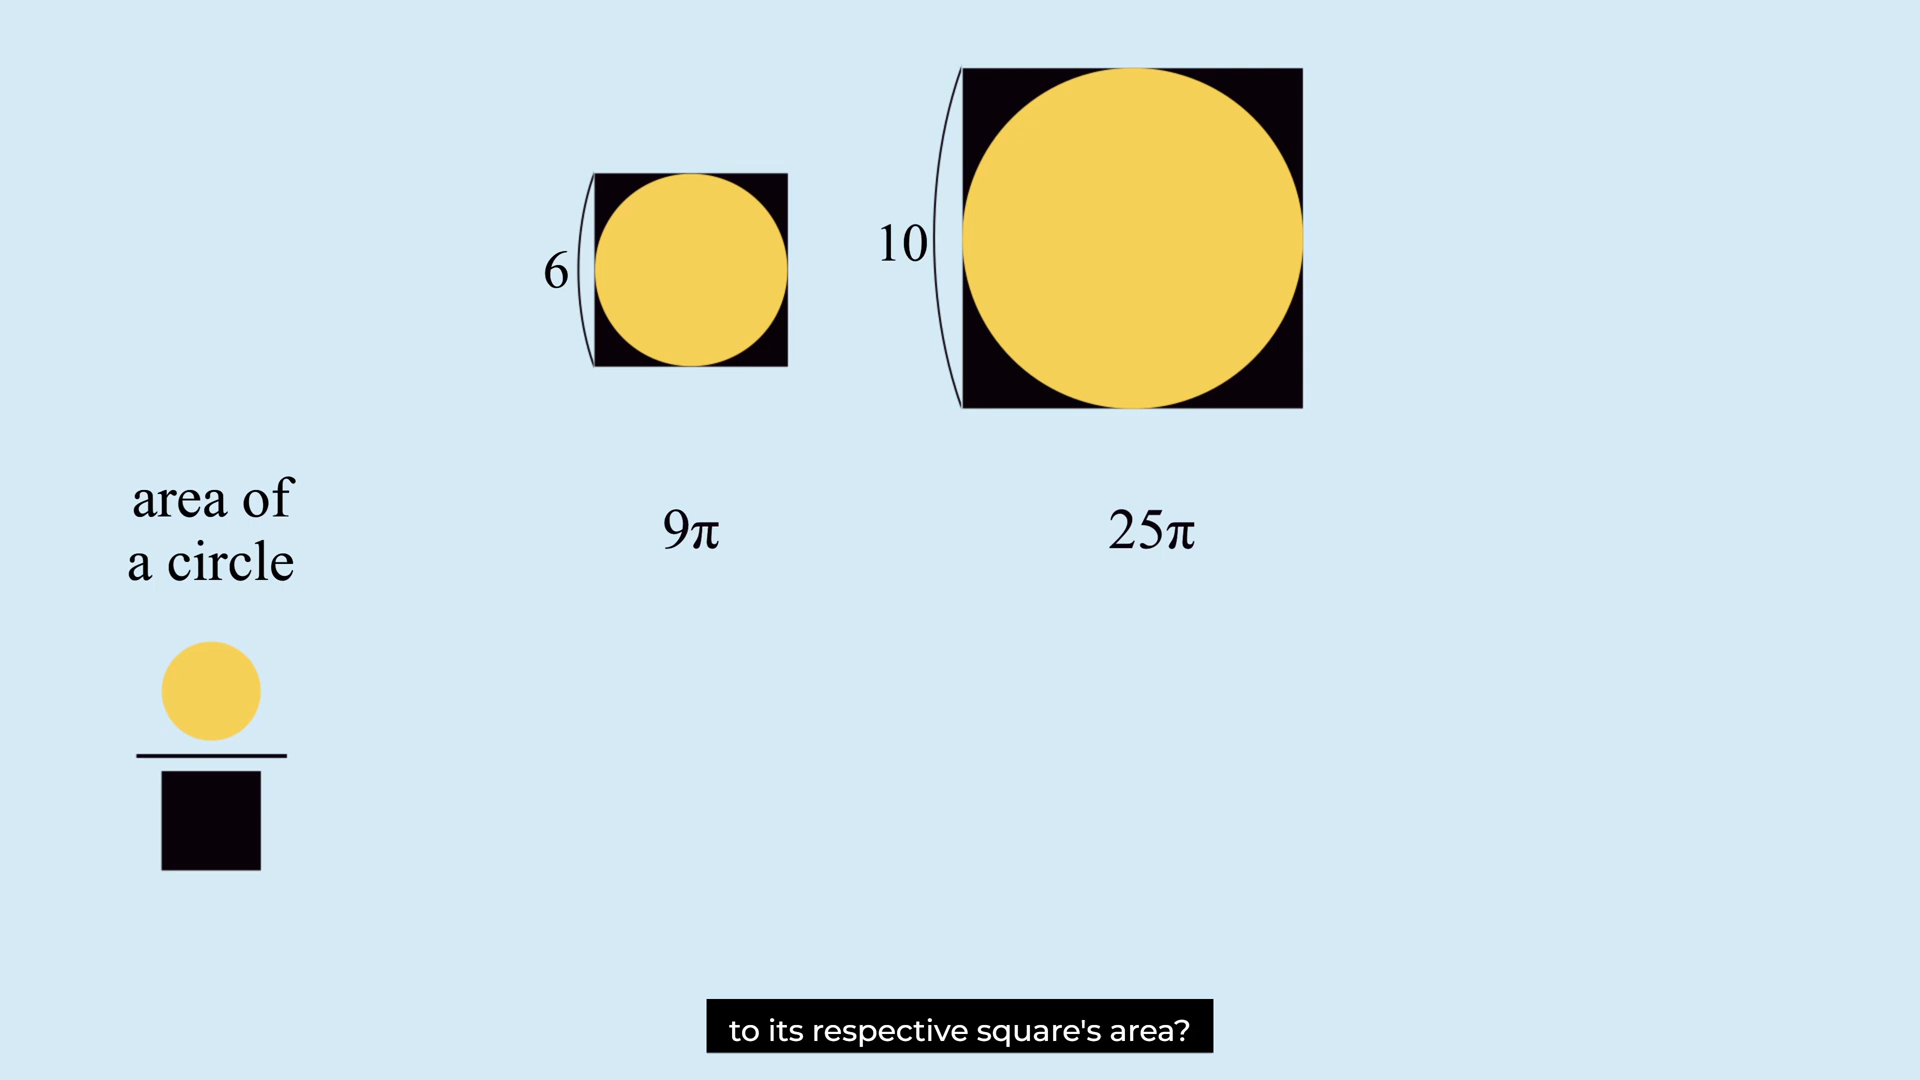 6
10
area of
a circle
9π
25π
to its respective square's area?